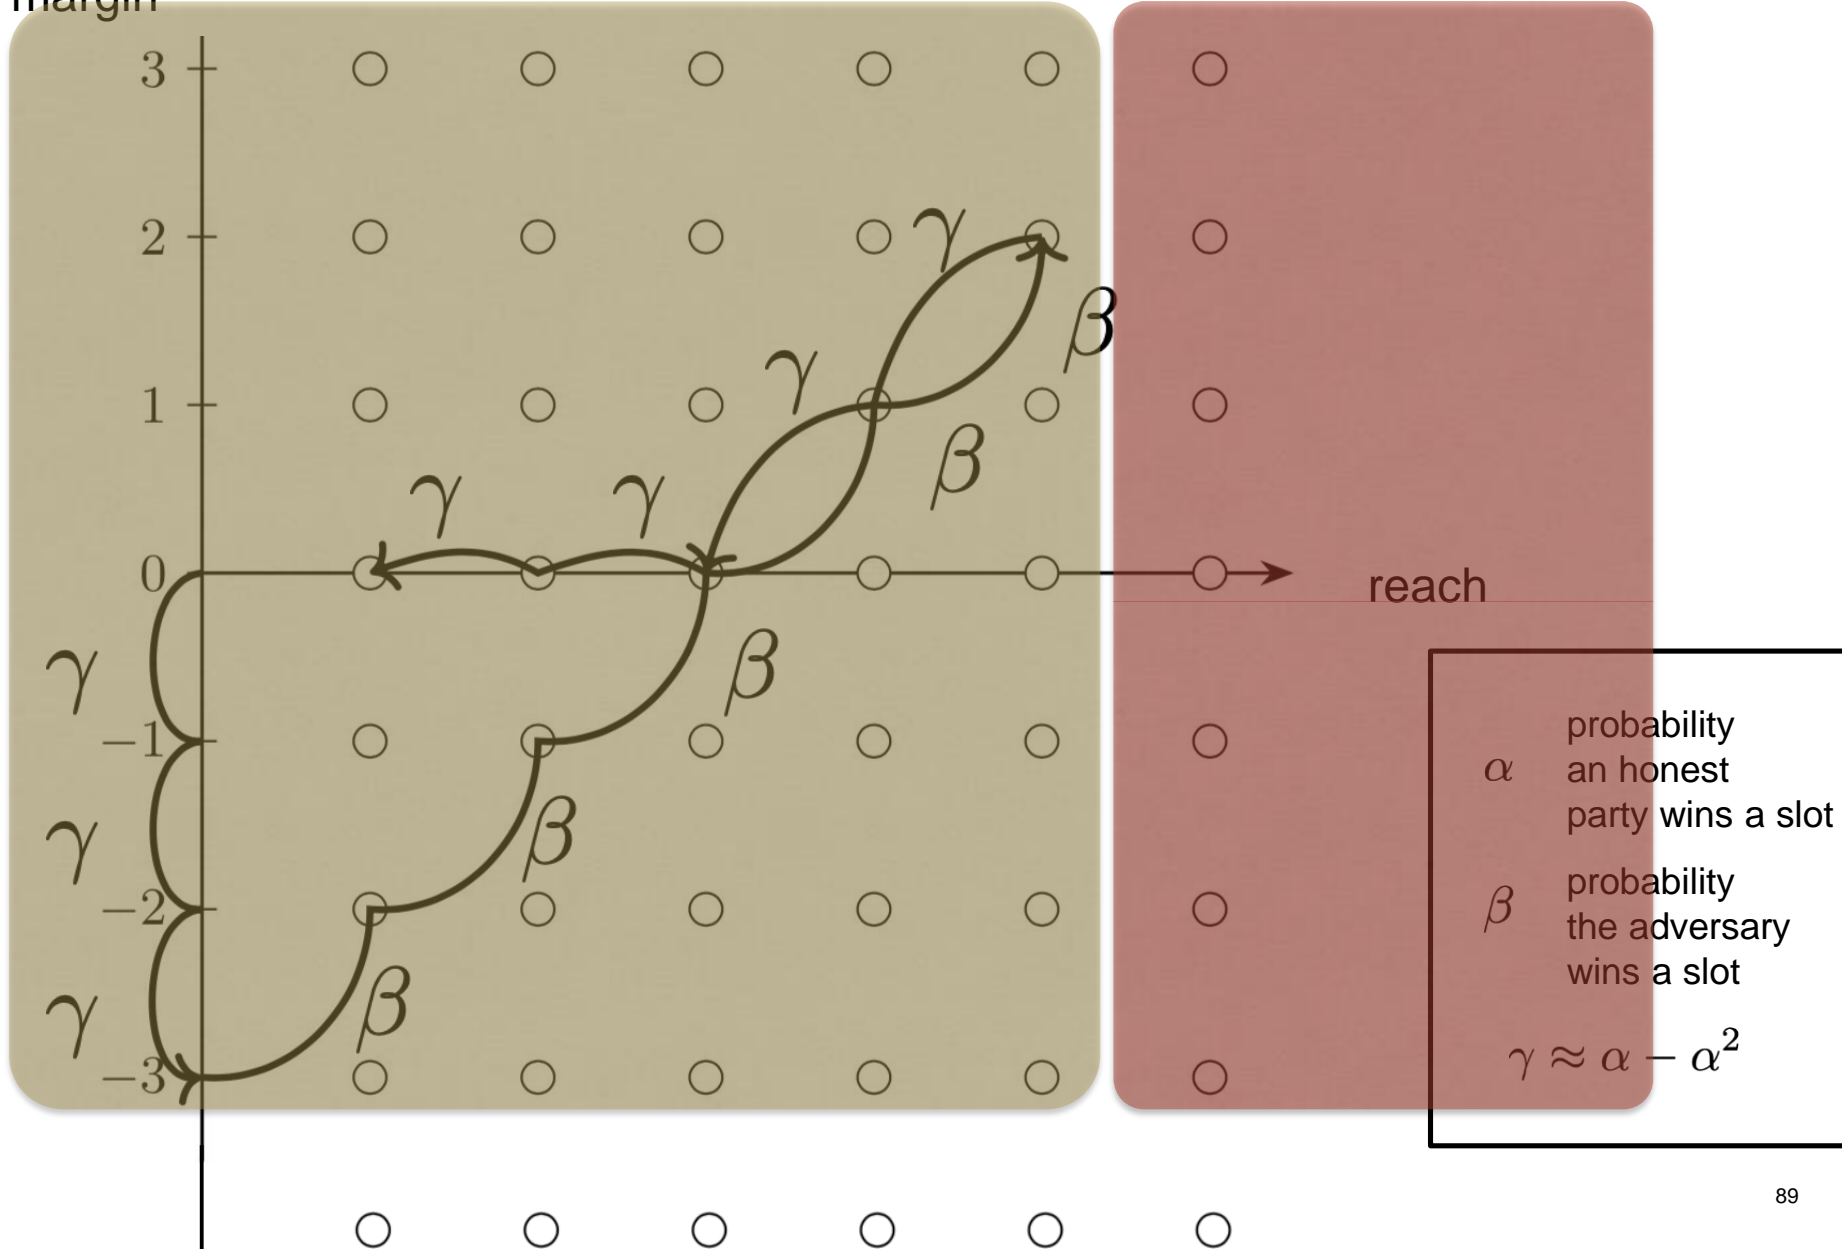 margin
3
2
γ
β
γ
1
β
γ
γ
0
reach
β
γ
−1
β
γ
−2
β
γ
−3
probability
α an honest
party wins a slot
probability
β the adversary
wins a slot
γ ≈ α − α²
89